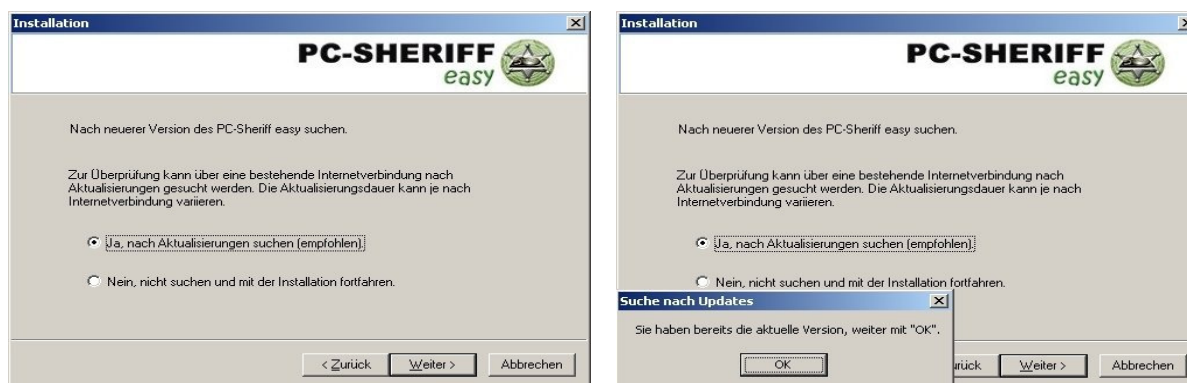 Installation
PC-SHERIFF
easy
Nach neuerer Version des PC-Sheriff easy suchen.
Zur Überprüfung kann über eine bestehende Internetverbindung nach
Aktualisierungen gesucht werden. Die Aktualisierungsdauer kann je nach
Internetverbindung variieren.
Ja, nach Aktualisierungen suchen (empfohlen).
Nein, nicht suchen und mit der Installation fortfahren.
< Zurück Weiter > Abbrechen
Installation
PC-SHERIFF
easy
Nach neuerer Version des PC-Sheriff easy suchen.
Zur Überprüfung kann über eine bestehende Internetverbindung nach
Aktualisierungen gesucht werden. Die Aktualisierungsdauer kann je nach
Internetverbindung variieren.
Ja, nach Aktualisierungen suchen (empfohlen).
Nein, nicht suchen und mit der Installation fortfahren.
Suche nach Updates
Sie haben bereits die aktuelle Version, weiter mit "OK".
OK
urück Weiter > Abbrechen